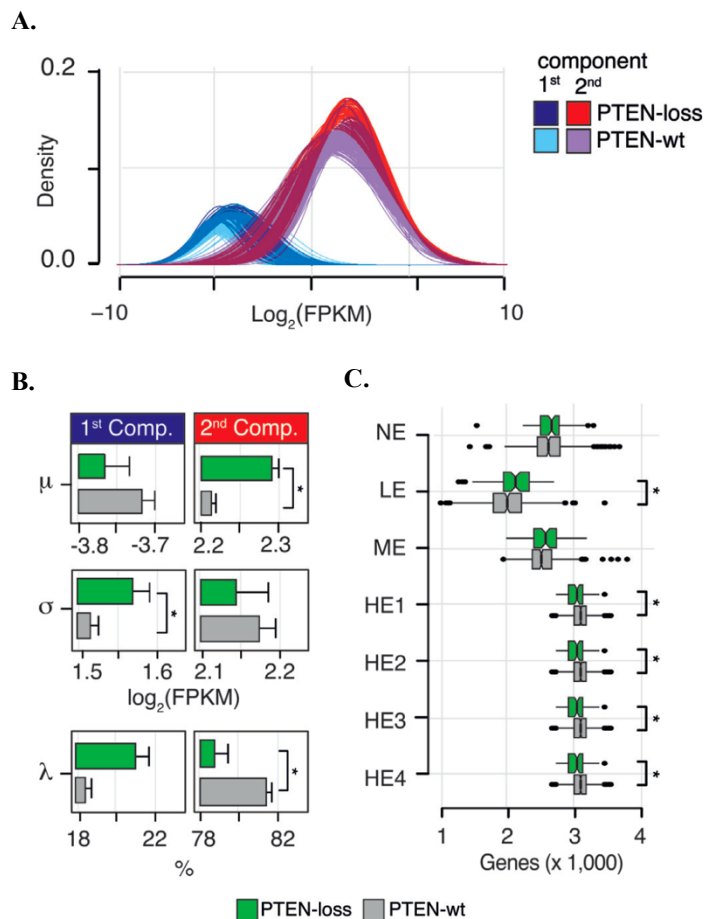 A.
0.2
0.0
Density
-10
10
Log2(FPKM)
component
1st 2nd
PTEN-loss
PTEN-wt
B.
1st Comp. 2nd Comp.
μ
*
-3.8 -3.7 2.2 2.3
σ
* 
1.5 1.6 2.1 2.2
log2(FPKM)
λ
*
18 22 78 82
%
C.
NE
LE *
ME
HE1 *
HE2 *
HE3 *
HE4 *
1 2 3 4
Genes (x 1,000)
PTEN-loss PTEN-wt